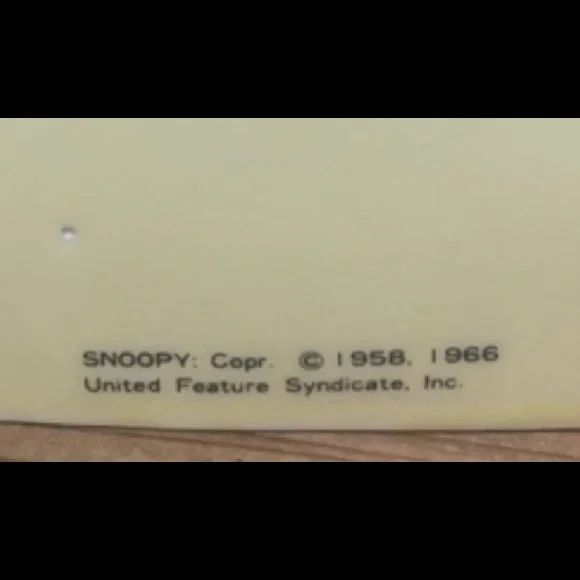 SNOOPY: Copr. © 1958, 1966
United Feature Syndicate, Inc.